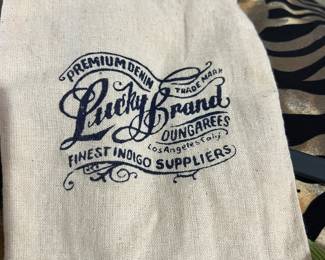 PREMIUM DENIM
TRADE MARK
Lucky Brand
DUNGAREES
Los Angeles Calif
FINEST INDIGO SUPPLIERS